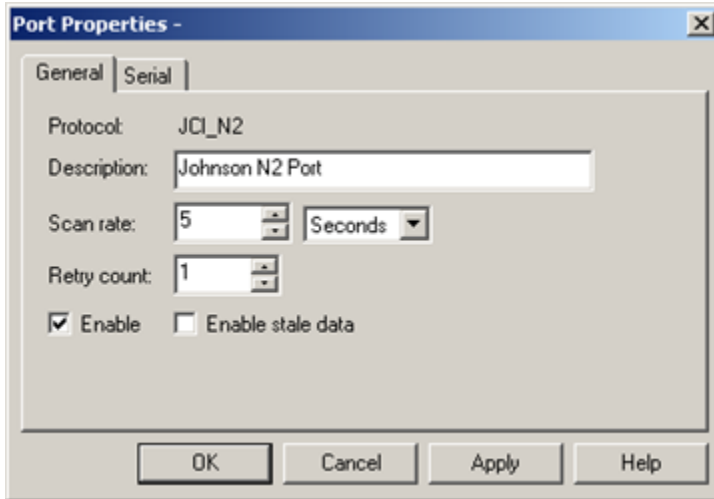 Port Properties -
General Serial
Protocol: JCI_N2
Description: Johnson N2 Port
Scan rate: 5 Seconds
Retry count: 1
Enable Enable stale data
OK Cancel Apply Help